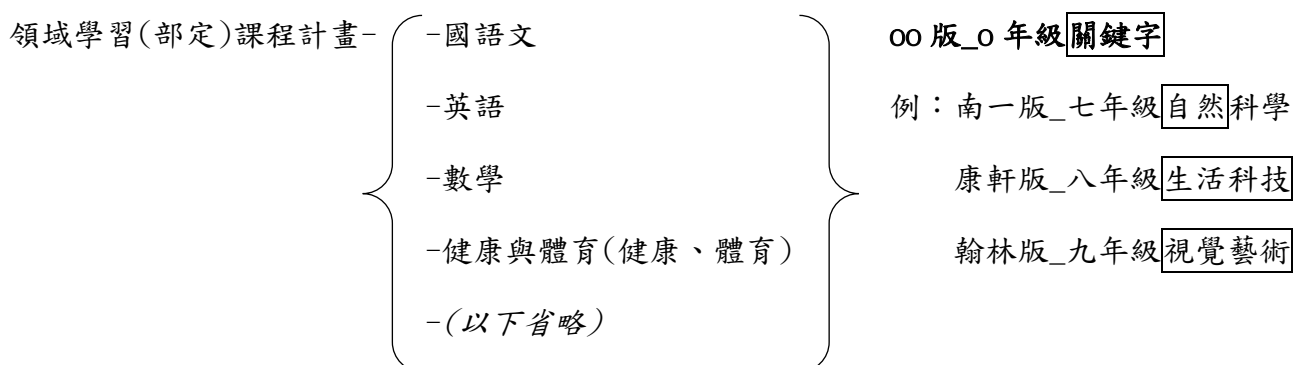 領域學習(部定)課程計畫-
-國語文
-英語
-數學
-健康與體育(健康、體育)
-(以下省略)
oo 版_o 年級關鍵字
例：南一版_七年級自然科學
康軒版_八年級生活科技
翰林版_九年級視覺藝術